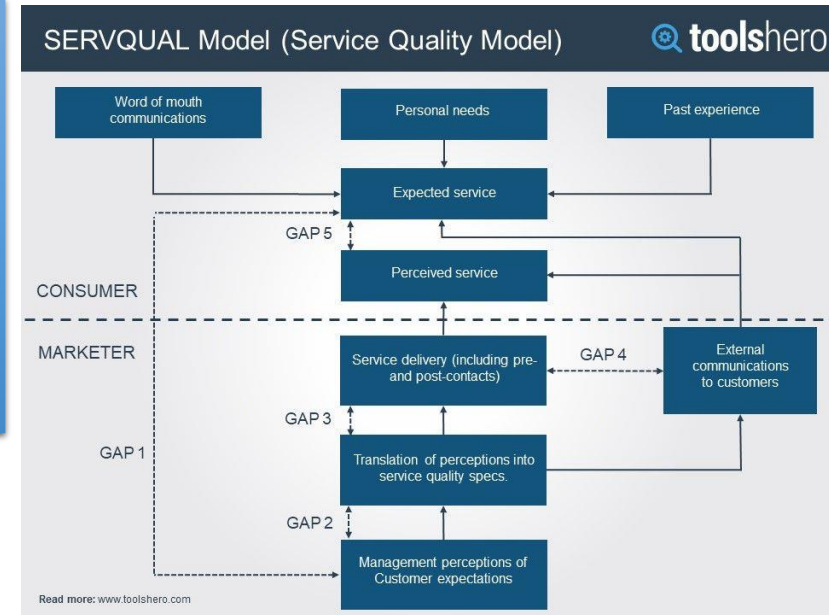 SERVQUAL Model (Service Quality Model)
toolshero
Word of mouth
communications
Personal needs
Past experience
Expected service
GAP 5
Perceived service
CONSUMER
MARKETER
Service delivery (including pre-
and post-contacts)
GAP 4
External
communications
to customers
GAP 3
GAP 1
Translation of perceptions into
service quality specs.
GAP 2
Management perceptions of
Customer expectations
Read more: www.toolshero.com